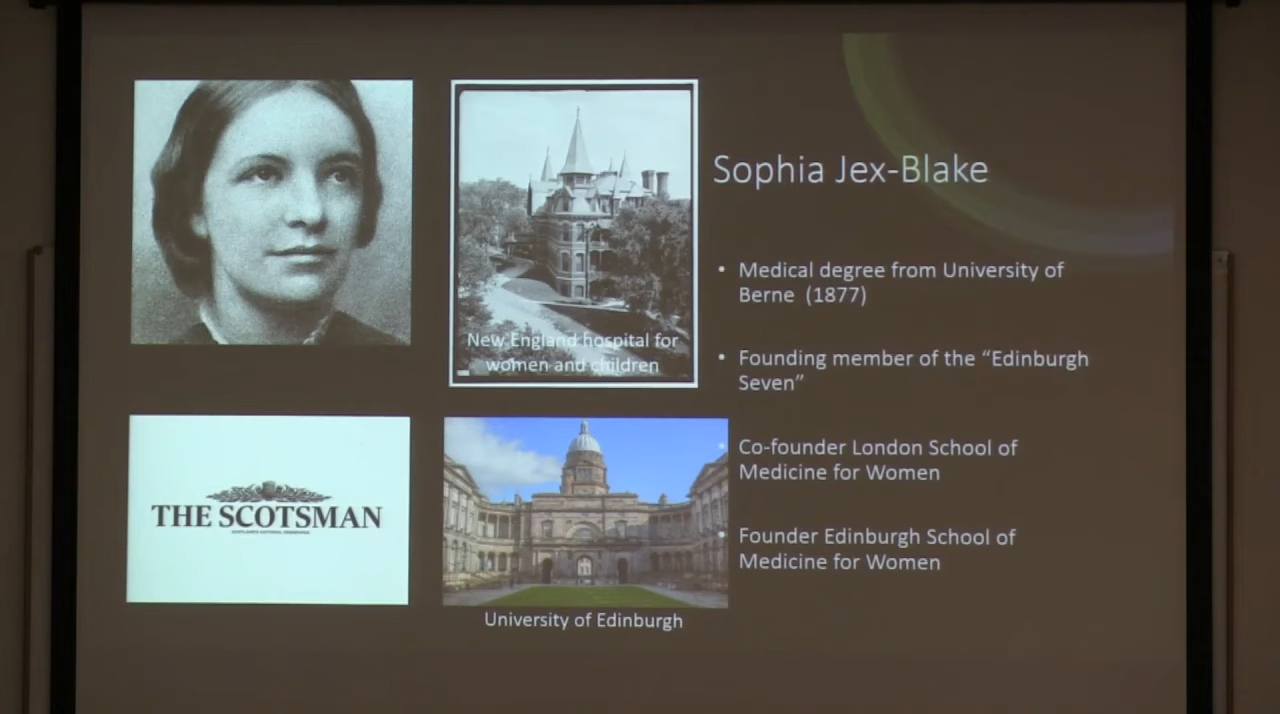 Sophia Jex-Blake
New England hospital for
women and children
• Medical degree from University of
Berne (1877)
• Founding member of the “Edinburgh
Seven”
THE SCOTSMAN
• Co-founder London School of
Medicine for Women
• Founder Edinburgh School of
Medicine for Women
University of Edinburgh